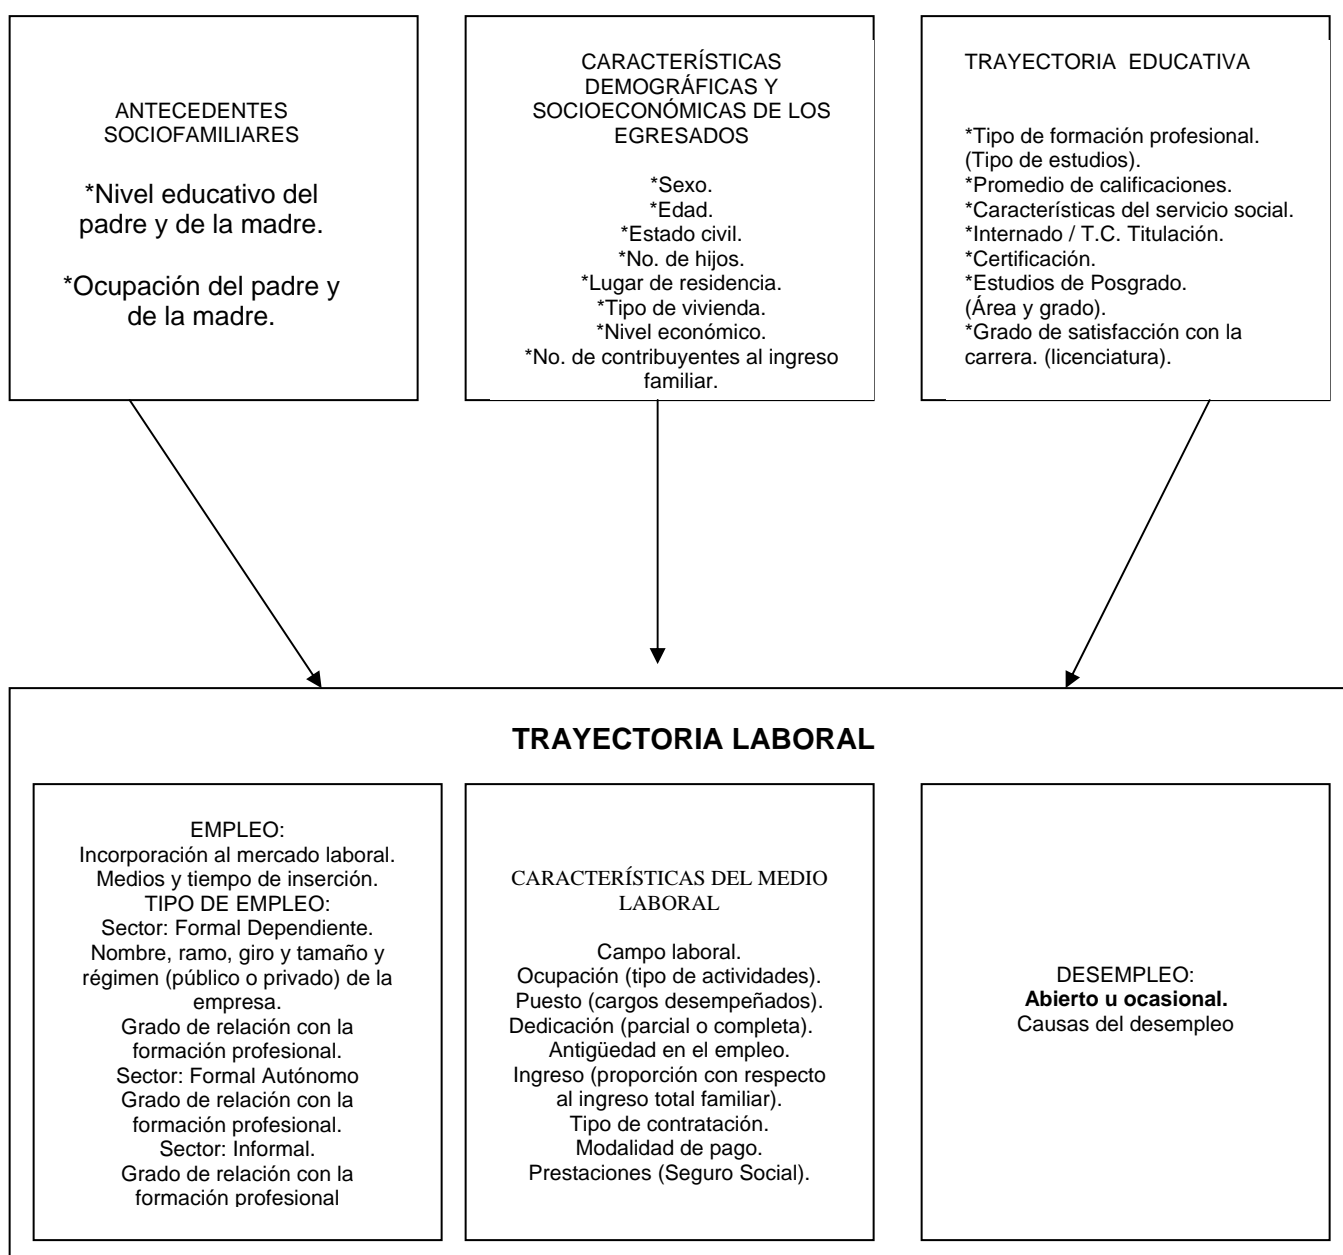 ANTECEDENTES
SOCIOFAMILIARES
*Nivel educativo del
padre y de la madre.
*Ocupación del padre y
de la madre.
CARACTERÍSTICAS
DEMOGRÁFICAS Y
SOCIOECONÓMICAS DE LOS
EGRESADOS
*Sexo.
*Edad.
*Estado civil.
*No. de hijos.
*Lugar de residencia.
*Tipo de vivienda.
*Nivel económico.
*No. de contribuyentes al ingreso
familiar.
TRAYECTORIA  EDUCATIVA
*Tipo de formación profesional.
(Tipo de estudios).
*Promedio de calificaciones.
*Características del servicio social.
*Internado / T.C. Titulación.
*Certificación.
*Estudios de Posgrado.
(Área y grado).
*Grado de satisfacción con la
carrera. (licenciatura).
TRAYECTORIA LABORAL
EMPLEO:
Incorporación al mercado laboral.
Medios y tiempo de inserción.
TIPO DE EMPLEO:
Sector: Formal Dependiente.
Nombre, ramo, giro y tamaño y
régimen (público o privado) de la
empresa.
Grado de relación con la
formación profesional.
Sector: Formal Autónomo
Grado de relación con la
formación profesional.
Sector: Informal.
Grado de relación con la
formación profesional
CARACTERÍSTICAS DEL MEDIO
LABORAL
Campo laboral.
Ocupación (tipo de actividades).
Puesto (cargos desempeñados).
Dedicación (parcial o completa).
Antigüedad en el empleo.
Ingreso (proporción con respecto
al ingreso total familiar).
Tipo de contratación.
Modalidad de pago.
Prestaciones (Seguro Social).
DESEMPLEO:
Abierto u ocasional.
Causas del desempleo